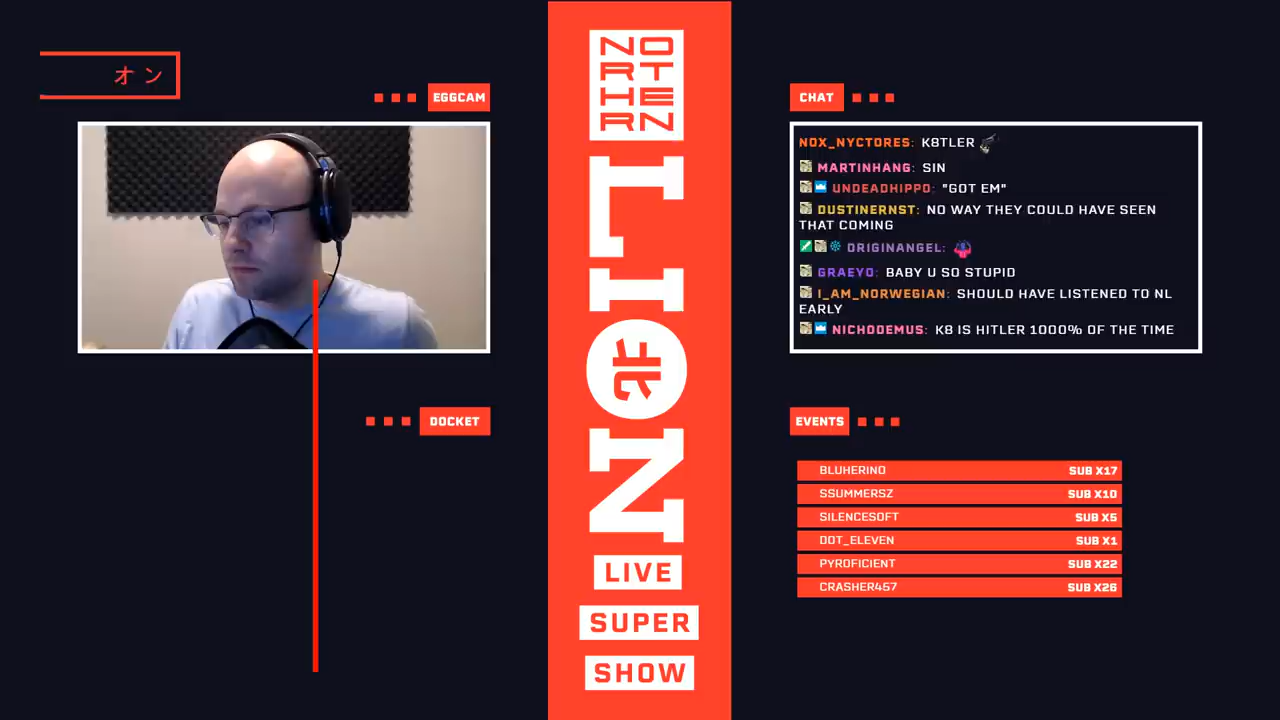 オン
EGGCAM
DOCKET
NO
RT
HE
RN
LION
LIVE
SUPER
SHOW
CHAT
NOX_NYCTORES: K8TLER
MARTINHANG: SIN
UNDEADHIPPO: "GOT EM"
DUSTINERNST: NO WAY THEY COULD HAVE SEEN
THAT COMING
DRIGINANGEL:
GRAEYO: BABY U SO STUPID
I_AM_NORWEGIAN: SHOULD HAVE LISTENED TO NL
EARLY
NICHODEMUS: K8 IS HITLER 1000% OF THE TIME
EVENTS
BLUHERINO SUB X17
SSUMMERSZ SUB X10
SILENCESOFT SUB X5
DOT_ELEVEN SUB X1
PYROFICIENT SUB X22
CRASHER457 SUB X26